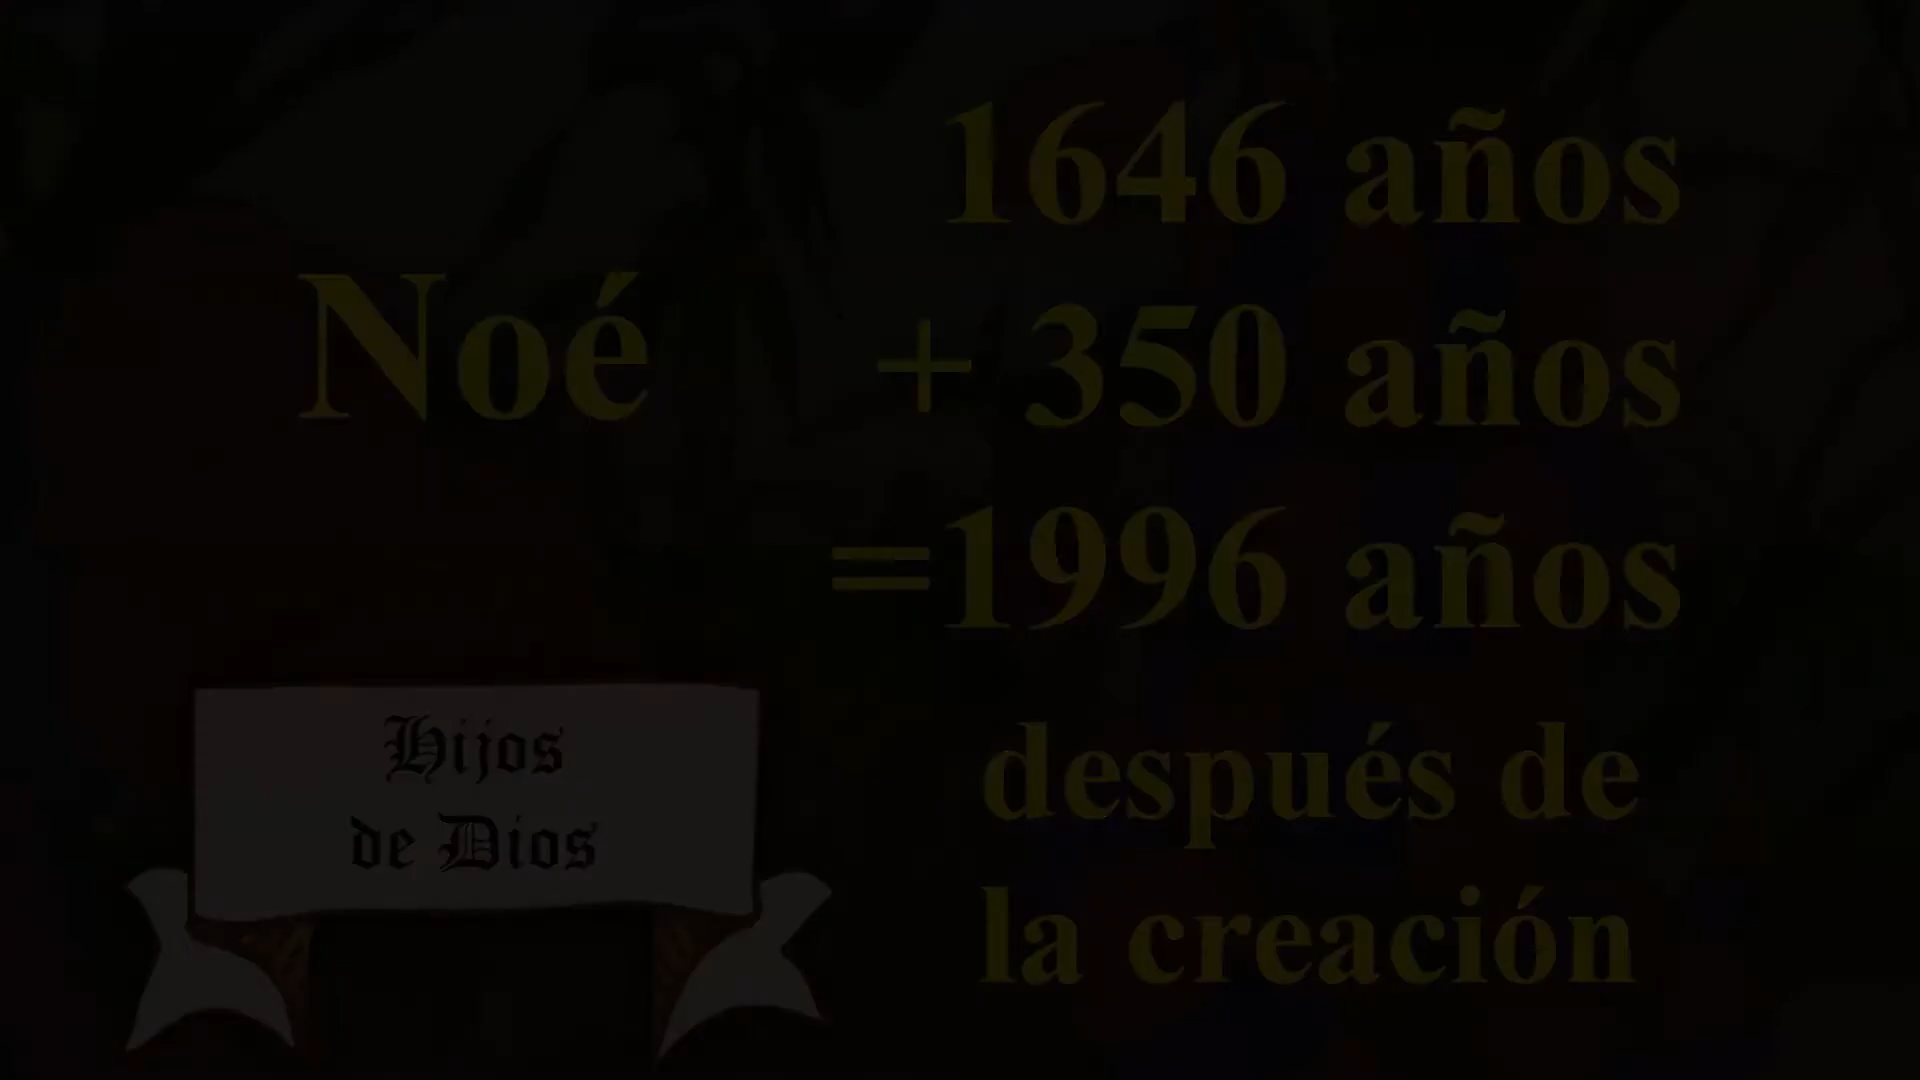 1646 años
Noé + 350 años
=1996 años
después de
la creación
Hijos
de Dios